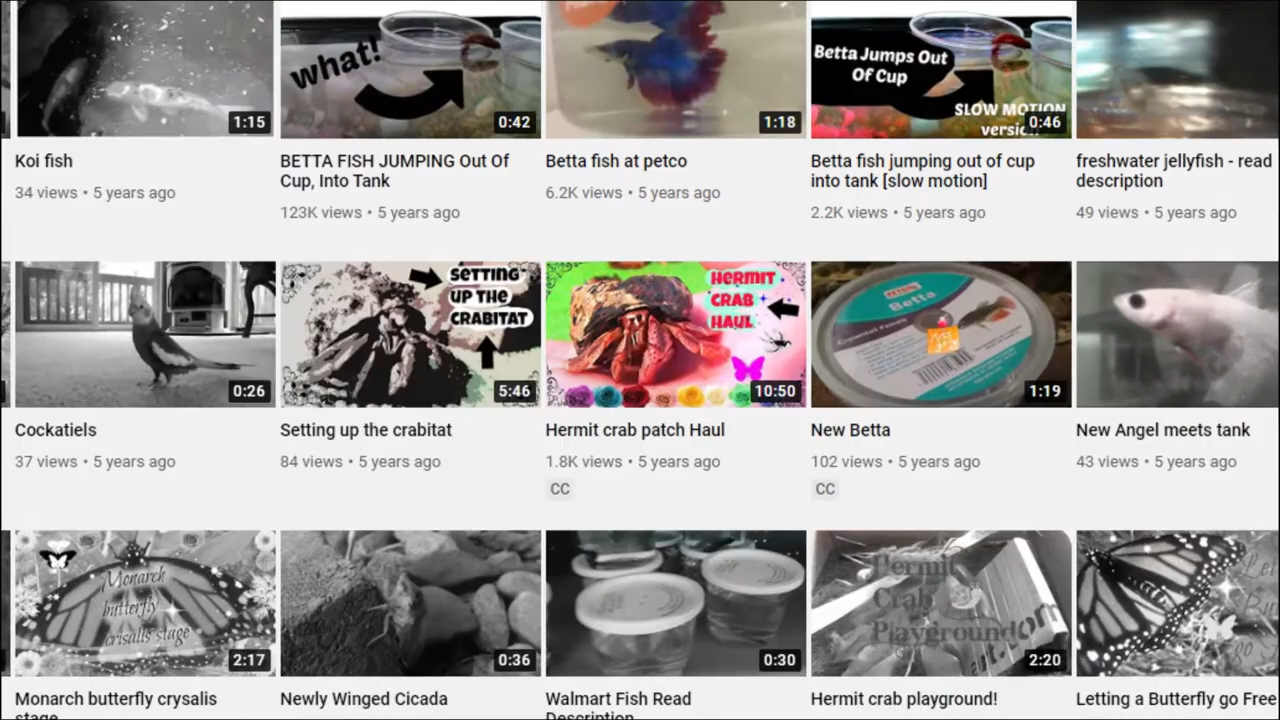 what!
Betta Jumps Out
Of Cup
SLOW MOTION
version
1:15
0:42
1:18
0:46
Koi fish
34 views • 5 years ago
BETTA FISH JUMPING Out Of
Cup, Into Tank
123K views • 5 years ago
Betta fish at petco
6.2K views • 5 years ago
Betta fish jumping out of cup
into tank [slow motion]
2.2K views • 5 years ago
freshwater jellyfish - read
description
49 views • 5 years ago
SETTING
UP THE
CRABITAT
HERMIT
CRAB
HAUL
Betta
0:26
5:46
10:50
1:19
Cockatiels
37 views • 5 years ago
Setting up the crabitat
84 views • 5 years ago
Hermit crab patch Haul
1.8K views • 5 years ago
CC
New Betta
102 views • 5 years ago
CC
New Angel meets tank
43 views • 5 years ago
Monarch
butterfly
crisalls stage
Hermit
Crab
Playground
2:17
0:36
0:30
2:20
Monarch butterfly crysalis
stage
Newly Winged Cicada
Walmart Fish Read
Description
Hermit crab playground!
Letting a Butterfly go Free